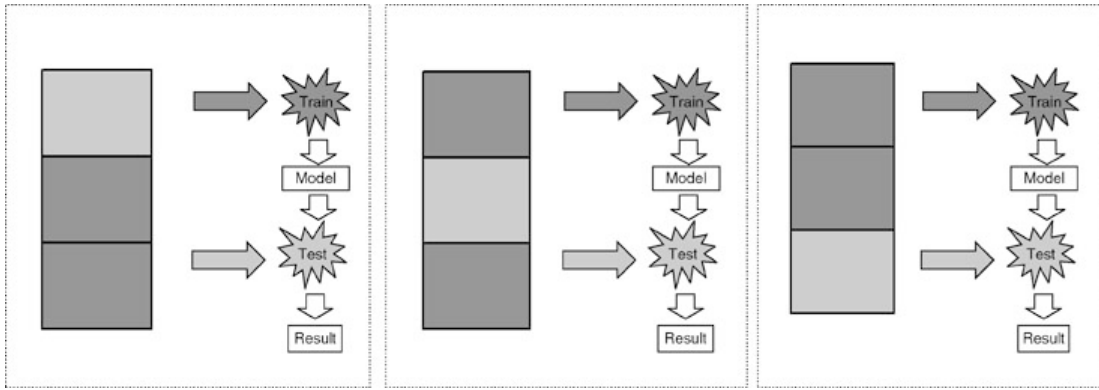 Train
Model
Test
Result
Train
Model
Test
Result
Train
Model
Test
Result